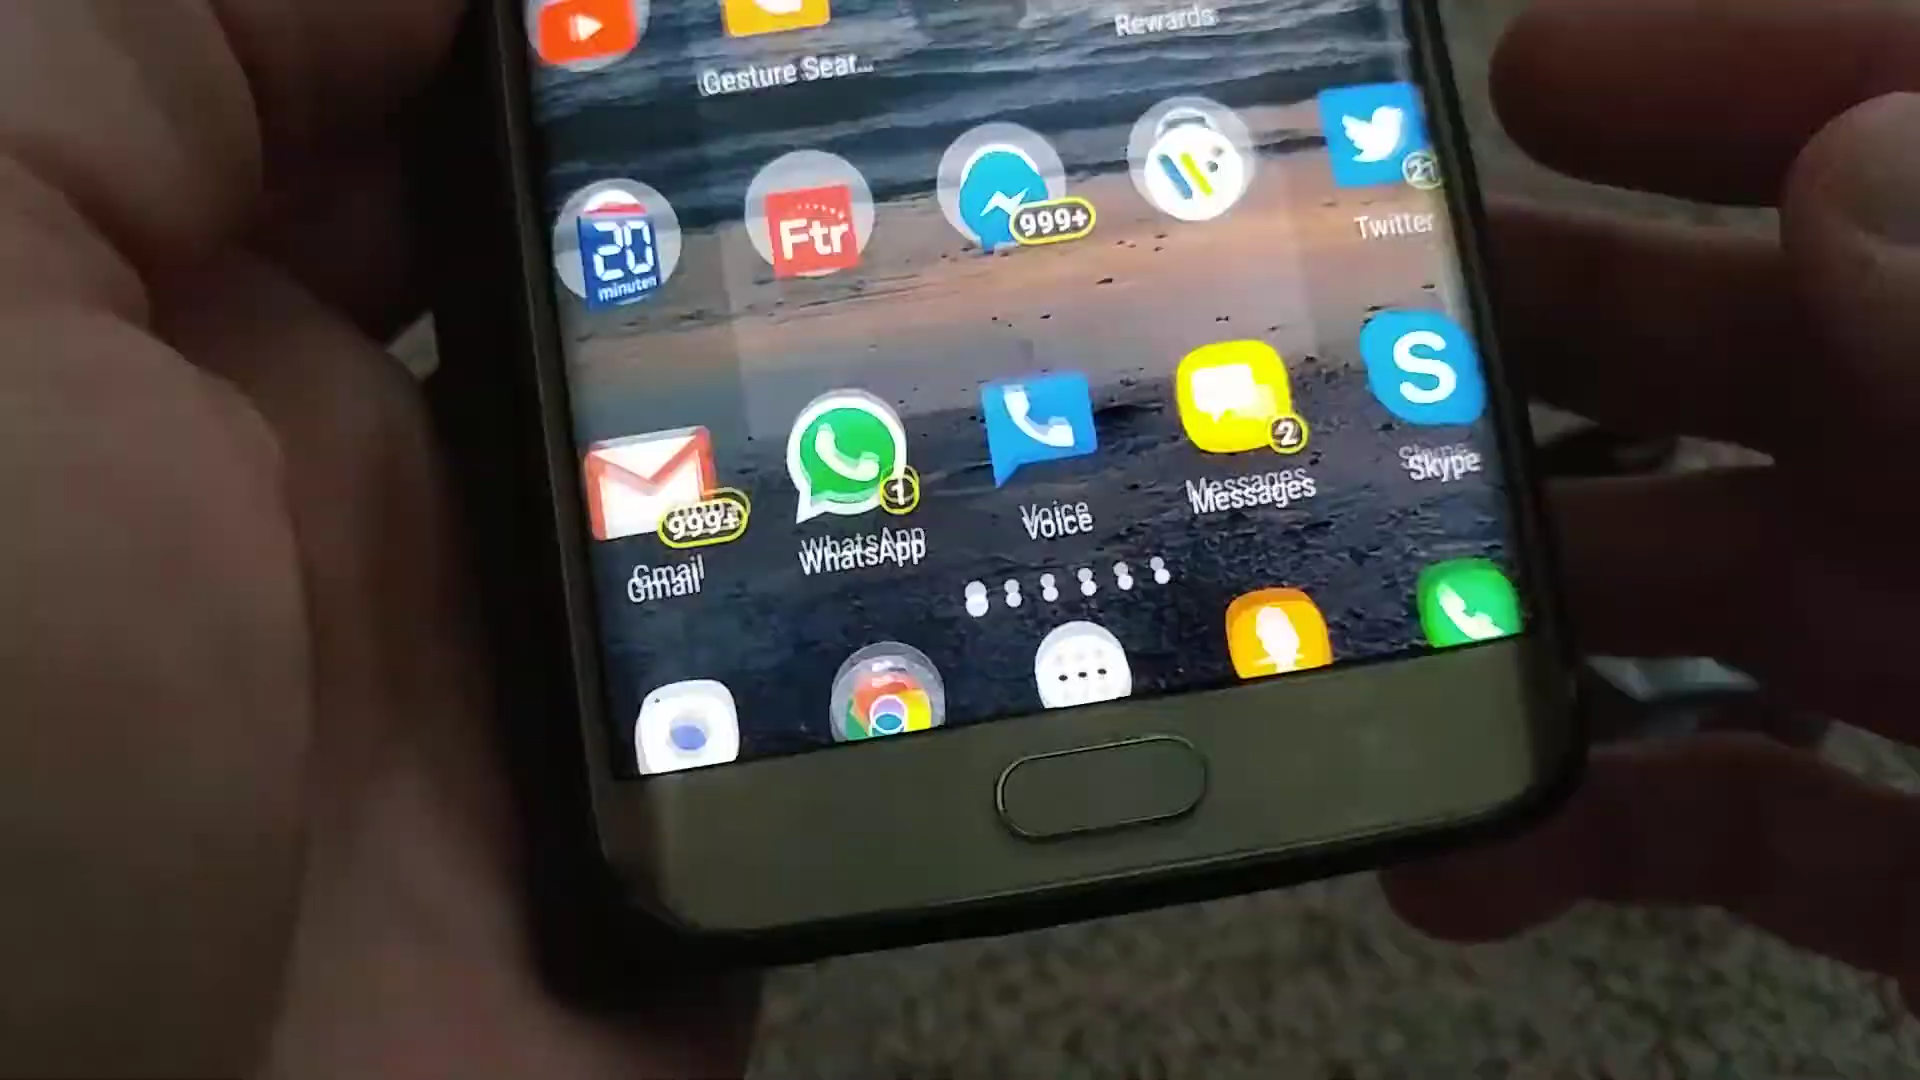 Rewards
Gesture Sear...
20
minuten
Ftr
999+
21
Twitter
999+
Gmail
1
WhatsApp
Voice
2
Messages
S
Skype